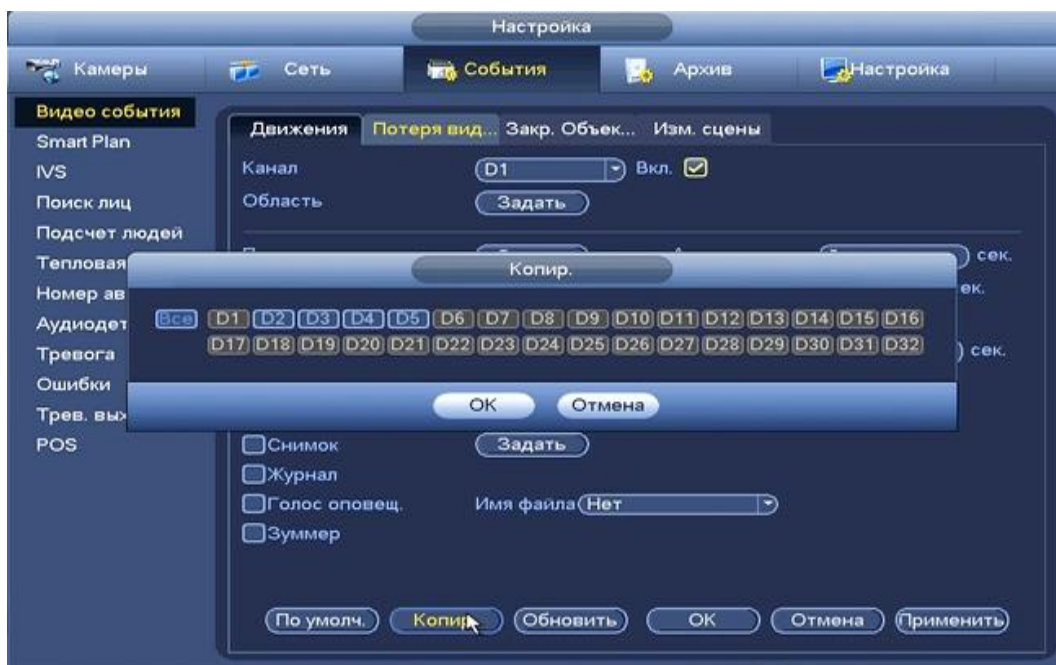 Настройка
Камеры Сеть События Архив Настройка
Видео события
Smart Plan
IVS
Поиск лиц
Подсчет людей
Тепловая
Номер ав
Аудиодет
Тревога
Ошибки
Трев. вых
POS
Движения Потеря вид... Закр. Объек... Изм. сцены
Канал D1 Вкл.
Область Задать
сек.
ек.
Копир.
Все D1 D2 D3 D4 D5 D6 D7 D8 D9 D10 D11 D12 D13 D14 D15 D16
D17 D18 D19 D20 D21 D22 D23 D24 D25 D26 D27 D28 D29 D30 D31 D32
сек.
ОК Отмена
Снимок Задать
Журнал
Голос оповещ. Имя файла Нет
Зуммер
По умолч. Копир. Обновить ОК Отмена Применить